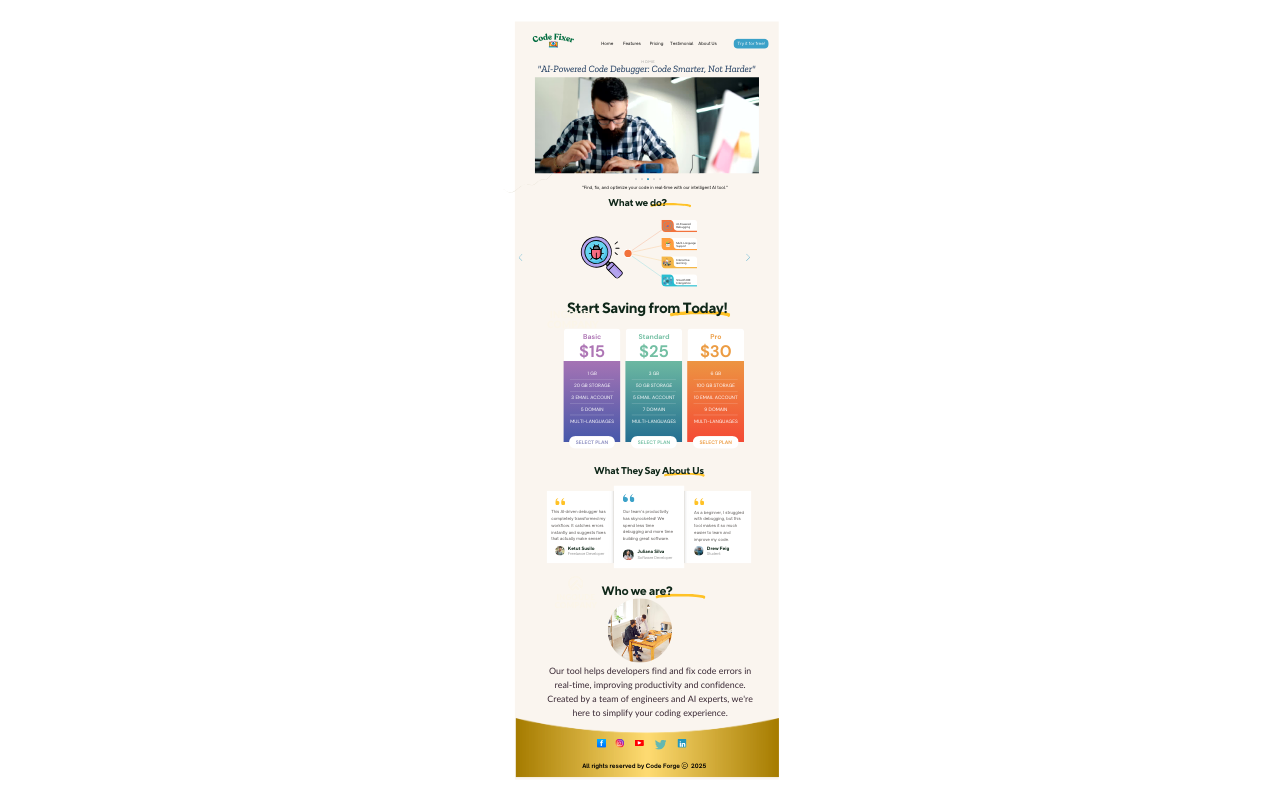 Code Fixer
Home Features Pricing Testimonial About Us Try it for free!
"AI-Powered Code Debugger: Code Smarter, Not Harder"
"Find, fix, and optimize your code in real-time with our intelligent AI tool."
What we do?
AI-Powered
Debugging
Multi-Language
Support
Interactive
learning
Start Saving from Today!
Basic
$15
1 GB
20 GB STORAGE
3 EMAIL ACCOUNT
5 DOMAIN
MULTI-LANGUAGES
SELECT PLAN
Standard
$25
3 GB
50 GB STORAGE
5 EMAIL ACCOUNT
7 DOMAIN
MULTI-LANGUAGES
SELECT PLAN
Pro
$30
6 GB
100 GB STORAGE
10 EMAIL ACCOUNT
9 DOMAIN
MULTI-LANGUAGES
SELECT PLAN
What They Say About Us
This AI-driven debugger has
completely transformed my
workflow. It catches errors
instantly and suggests fixes
that actually make sense!
Ketut Susilo
Freelance Developer
Our team's productivity
has skyrocketed! We
spend less time
debugging and more time
building great software
Juliana Silva
Software Developer
As a beginner, I struggled
with debugging, but this
tool makes it so much
easier to learn and
improve my code
Drew Feig
Student
Who we are?
Our tool helps developers find and fix code errors in
real-time, improving productivity and confidence.
Created by a team of engineers and AI experts, we're
here to simplify your coding experience.
All rights reserved by Code Forge © 2025